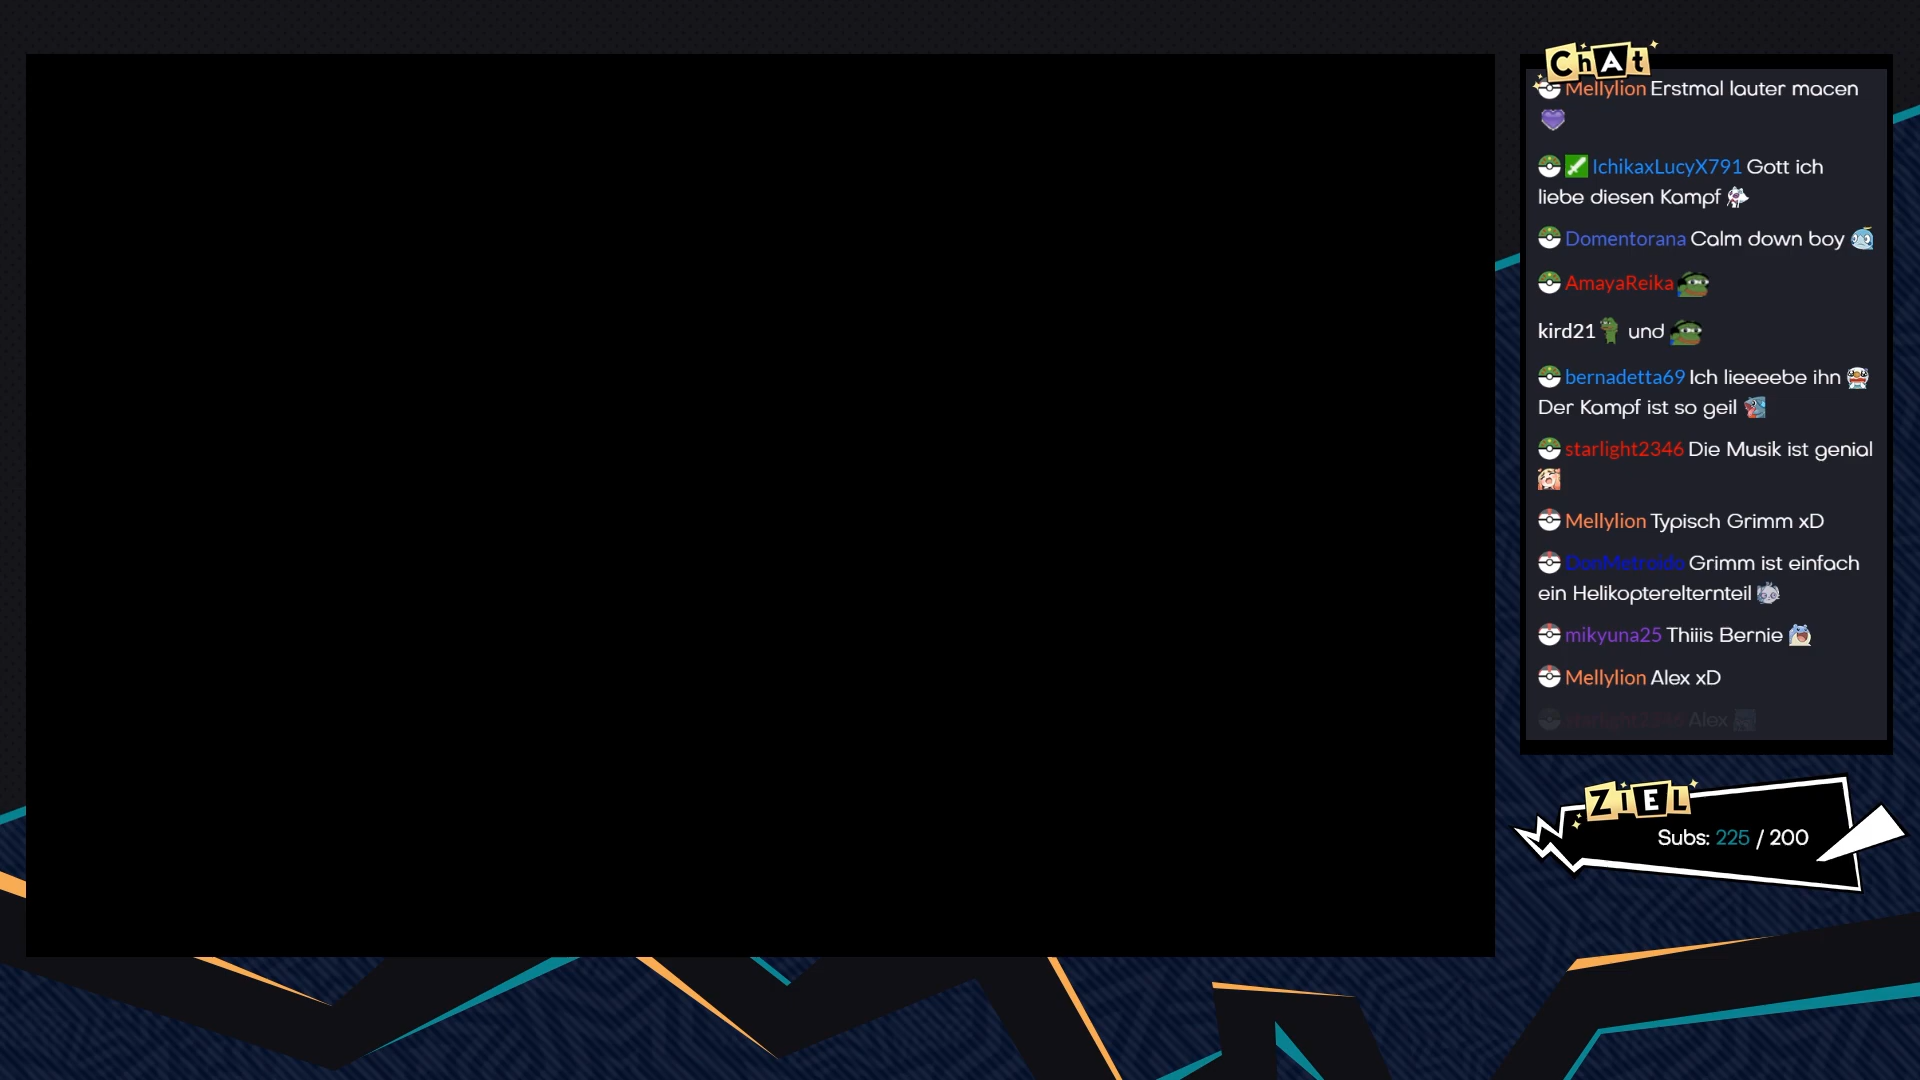 ChAt
Mellylion Erstmal lauter macen
IchikaxLucyX791 Gott ich
liebe diesen Kampf
Domentorana Calm down boy
AmayaReika
kird21 und
bernadetta69 Ich lieeeebe ihn
Der Kampf ist so geil
starlight2346 Die Musik ist genial
Mellylion Typisch Grimm xD
DonMetroido Grimm ist einfach
ein Helikopterelternteil
mikyuna25 Thiiis Bernie
Mellylion Alex xD
starlight2346 Alex
ZIEL
Subs: 225 / 200